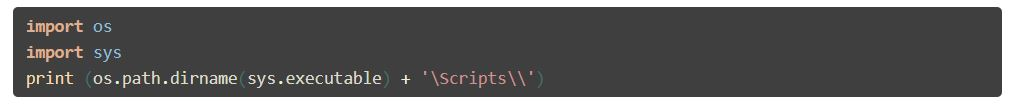 import os
import sys
print (os.path.dirname(sys.executable) + '\Scripts\\')